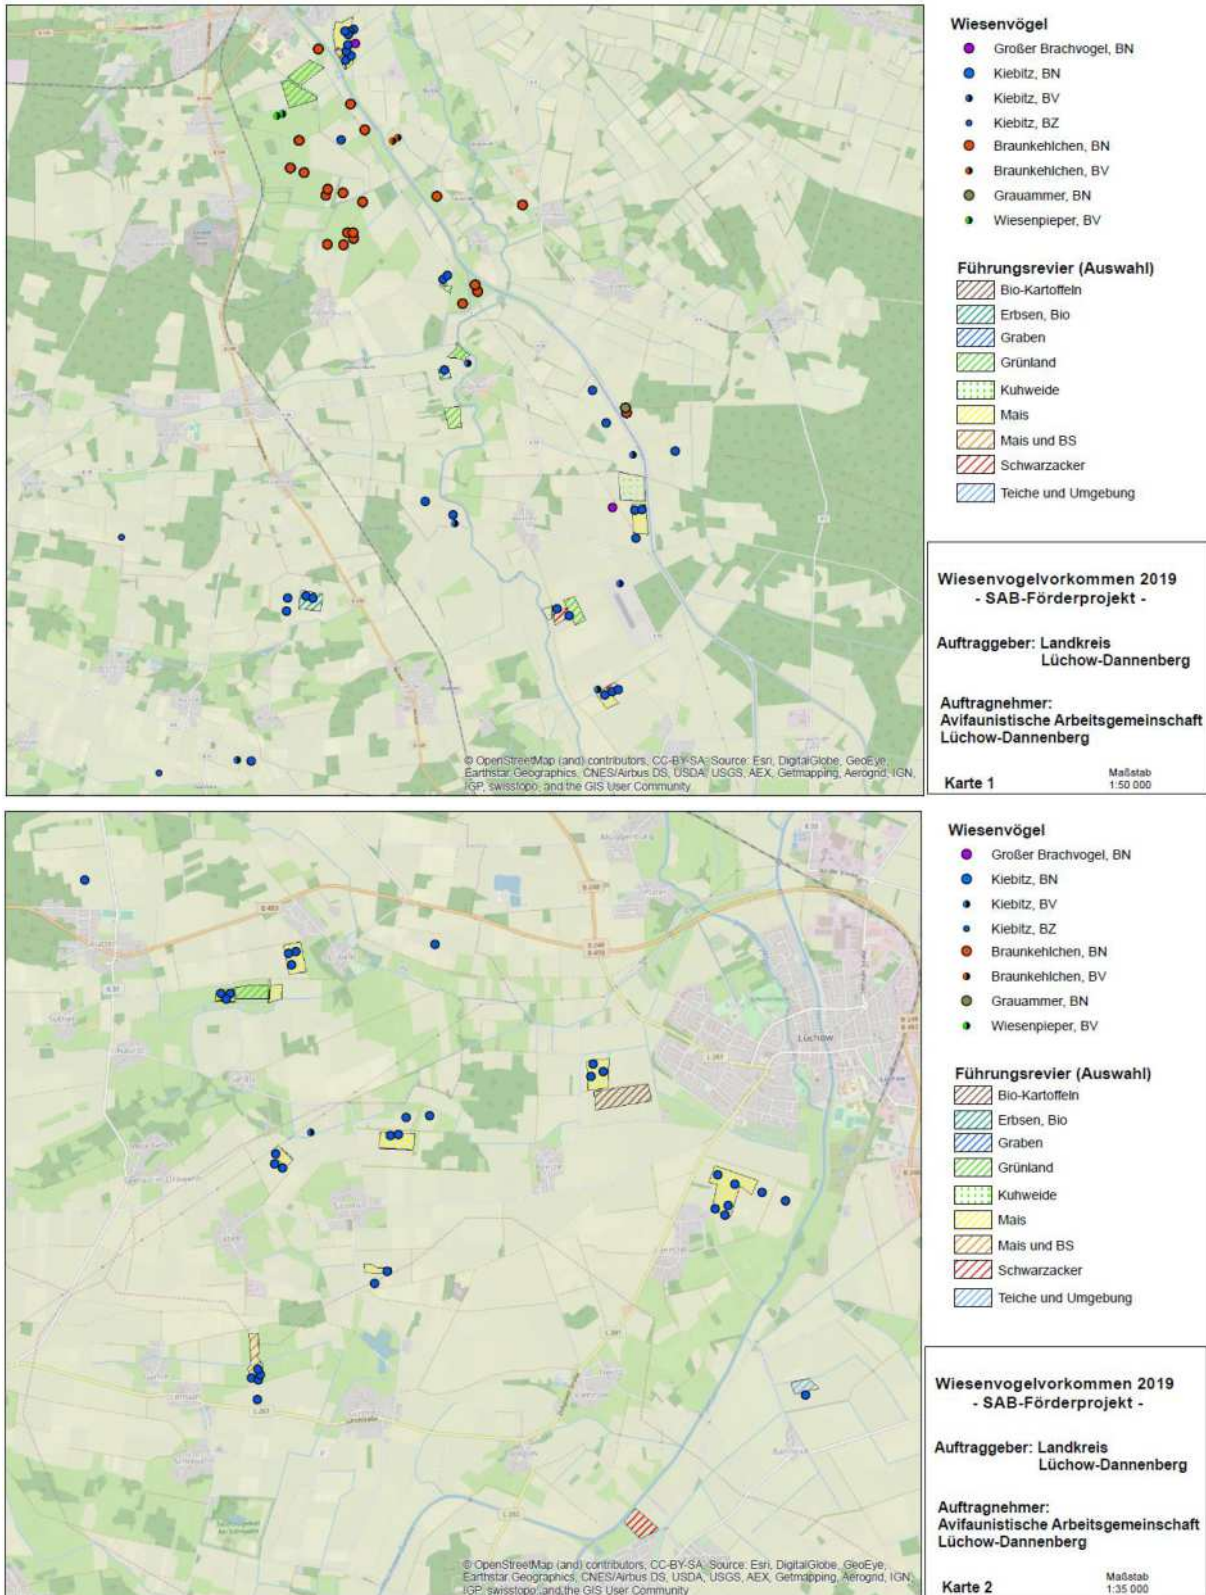 Wiesenvögel
Großer Brachvogel, BN
Kiebitz, BN
Kiebitz, BV
Kiebitz, BZ
Braunkehlchen, BN
Braunkehlchen, BV
Grauammer, BN
Wiesenpieper, BV
Führungsrevier (Auswahl)
Bio-Kartoffeln
Erbsen, Bio
Graben
Grünland
Kuhweide
Mais
Mais und BS
Schwarzacker
Teiche und Umgebung
Wiesenvogelvorkommen 2019
- SAB-Förderprojekt -
Auftraggeber: Landkreis
Lüchow-Dannenberg
Auftragnehmer:
Avifaunistische Arbeitsgemeinschaft
Lüchow-Dannenberg
Karte 1
Maßstab
1:50 000
© OpenStreetMap (and) contributors, CC-BY-SA, Source: Esri, DigitalGlobe, GeoEye,
Earthstar Geographics, CNES/Airbus DS, USDA, USGS, AEX, Getmapping, Aerogrid, IGN,
IGP, swisstopo, and the GIS User Community
Wiesenvögel
Großer Brachvogel, BN
Kiebitz, BN
Kiebitz, BV
Kiebitz, BZ
Braunkehlchen, BN
Braunkehlchen, BV
Grauammer, BN
Wiesenpieper, BV
Führungsrevier (Auswahl)
Bio-Kartoffeln
Erbsen, Bio
Graben
Grünland
Kuhweide
Mais
Mais und BS
Schwarzacker
Teiche und Umgebung
Lüchow
Wiesenvogelvorkommen 2019
- SAB-Förderprojekt -
Auftraggeber: Landkreis
Lüchow-Dannenberg
Auftragnehmer:
Avifaunistische Arbeitsgemeinschaft
Lüchow-Dannenberg
Karte 2
Maßstab
1:35 000
© OpenStreetMap (and) contributors, CC-BY-SA, Source: Esri, DigitalGlobe, GeoEye,
Earthstar Geographics, CNES/Airbus DS, USDA, USGS, AEX, Getmapping, Aerogrid, IGN,
IGP, swisstopo, and the GIS User Community